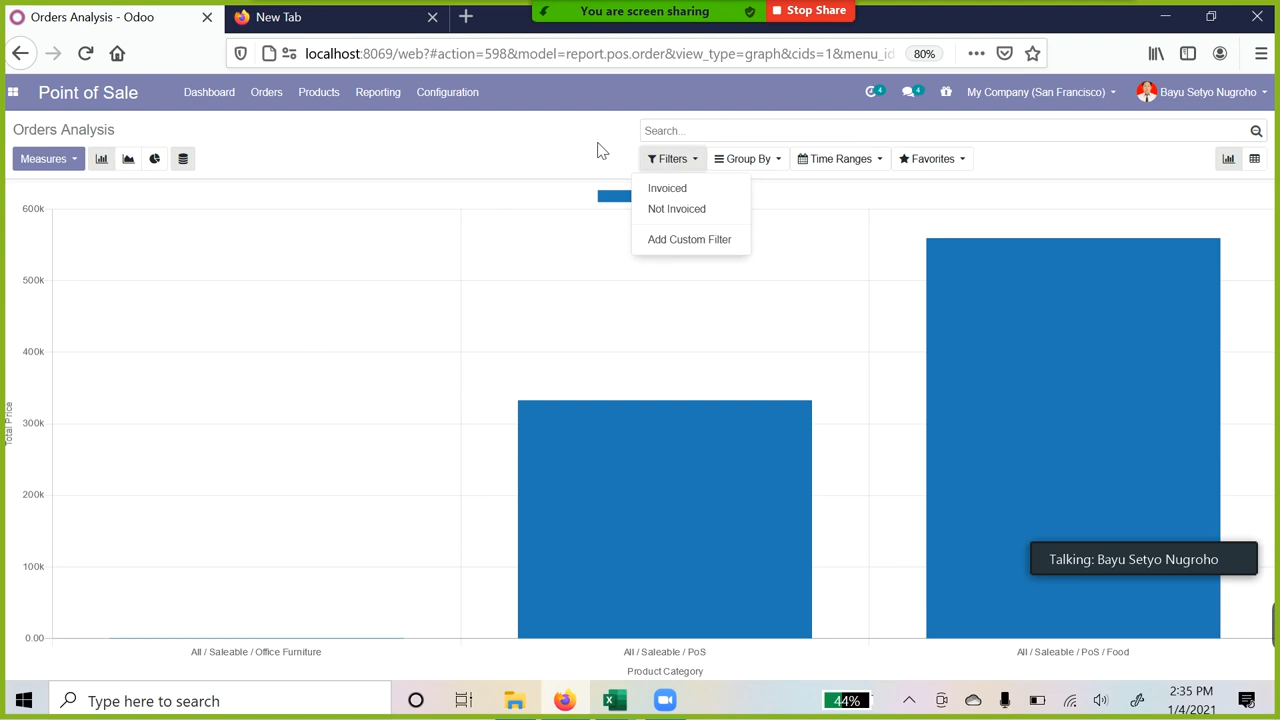 Orders Analysis - Odoo
New Tab
You are screen sharing
Stop Share
localhost:8069/web?#action=598&model=report.pos.order&view_type=graph&cids=1&menu_id
80%
Point of Sale
Dashboard
Orders
Products
Reporting
Configuration
4
4
My Company (San Francisco)
Bayu Setyo Nugroho
Orders Analysis
Search...
Measures
Filters
Group By
Time Ranges
Favorites
Invoiced
Not Invoiced
Add Custom Filter
600k
500k
400k
300k
200k
100k
0.00
Total Price
Talking: Bayu Setyo Nugroho
All / Saleable / Office Furniture
All / Saleable / PoS
All / Saleable / PoS / Food
Product Category
Type here to search
44%
2:35 PM
1/4/2021